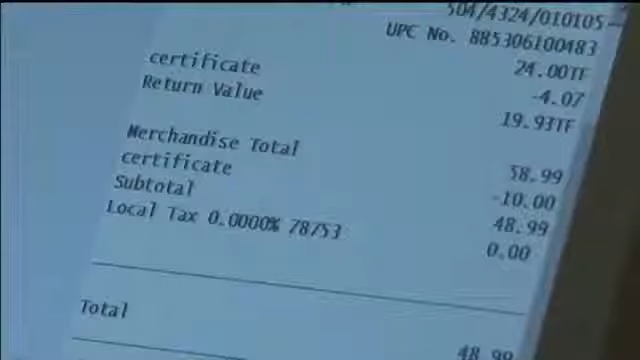 504/4324/010105
UPC No. 885306100483
24.00TF
certificate -4.07
Return Value 19.93TF
Merchandise Total 58.99
certificate -10.00
Subtotal 48.99
Local Tax 0.0000% 78753 0.00
Total 48.99